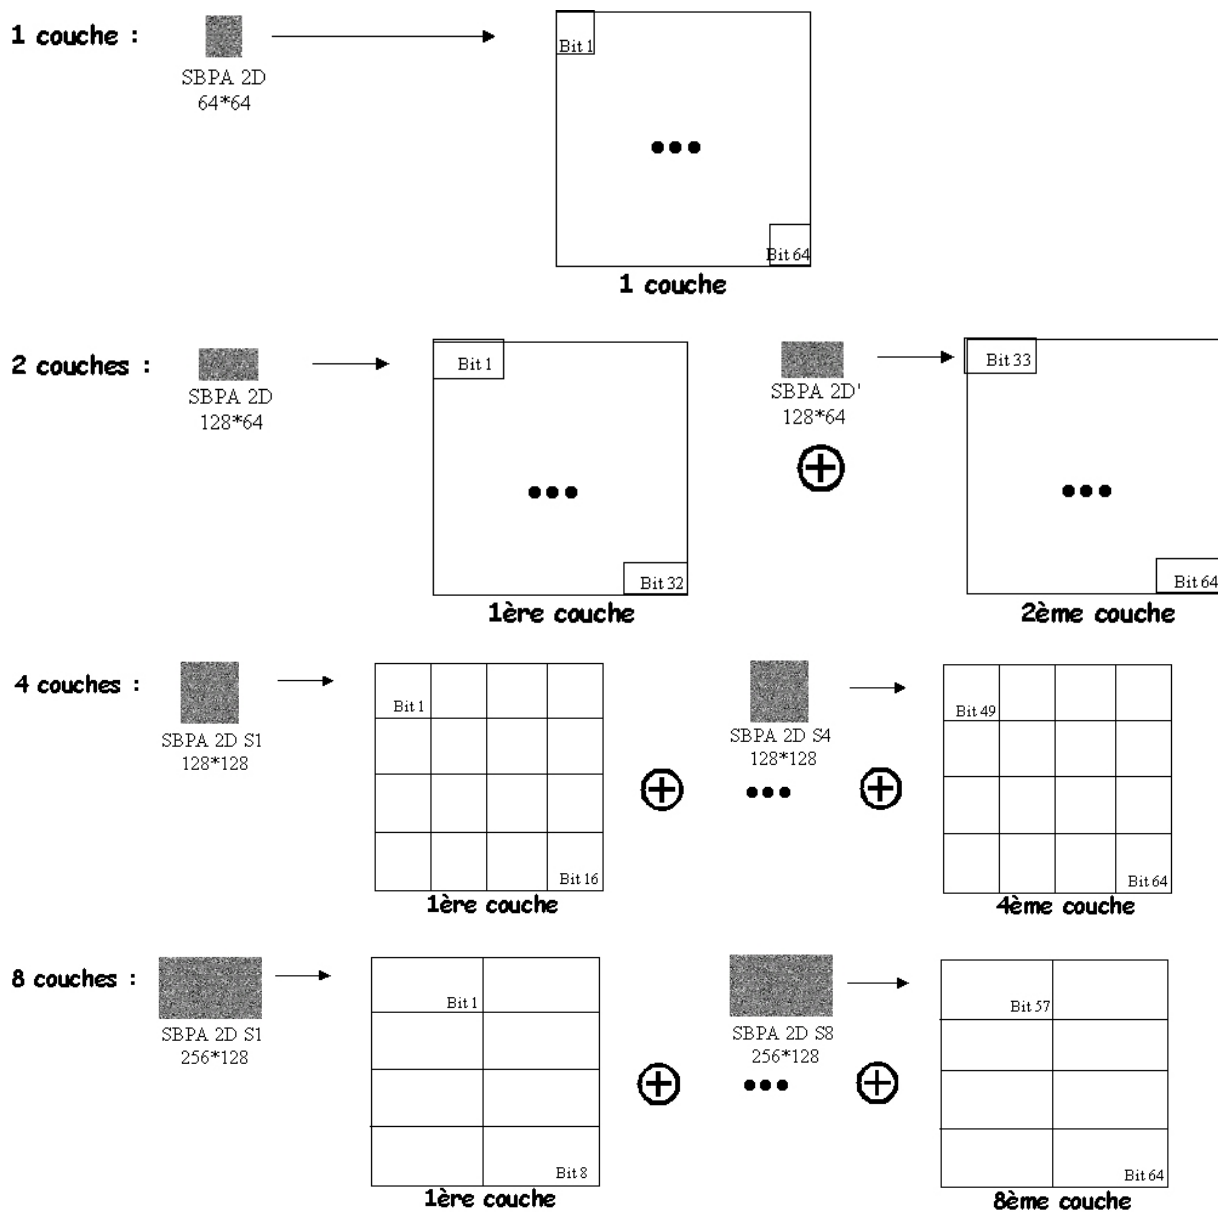 1 couche :
SBPA 2D
64*64
Bit 1
Bit 64
1 couche
2 couches :
SBPA 2D
128*64
Bit 1
Bit 32
1ère couche
SBPA 2D'
128*64
Bit 33
Bit 64
2ème couche
4 couches :
SBPA 2D S1
128*128
Bit 1
Bit 16
1ère couche
SBPA 2D S4
128*128
Bit 49
Bit 64
4ème couche
8 couches :
SBPA 2D S1
256*128
Bit 1
Bit 8
1ère couche
SBPA 2D S8
256*128
Bit 57
Bit 64
8ème couche